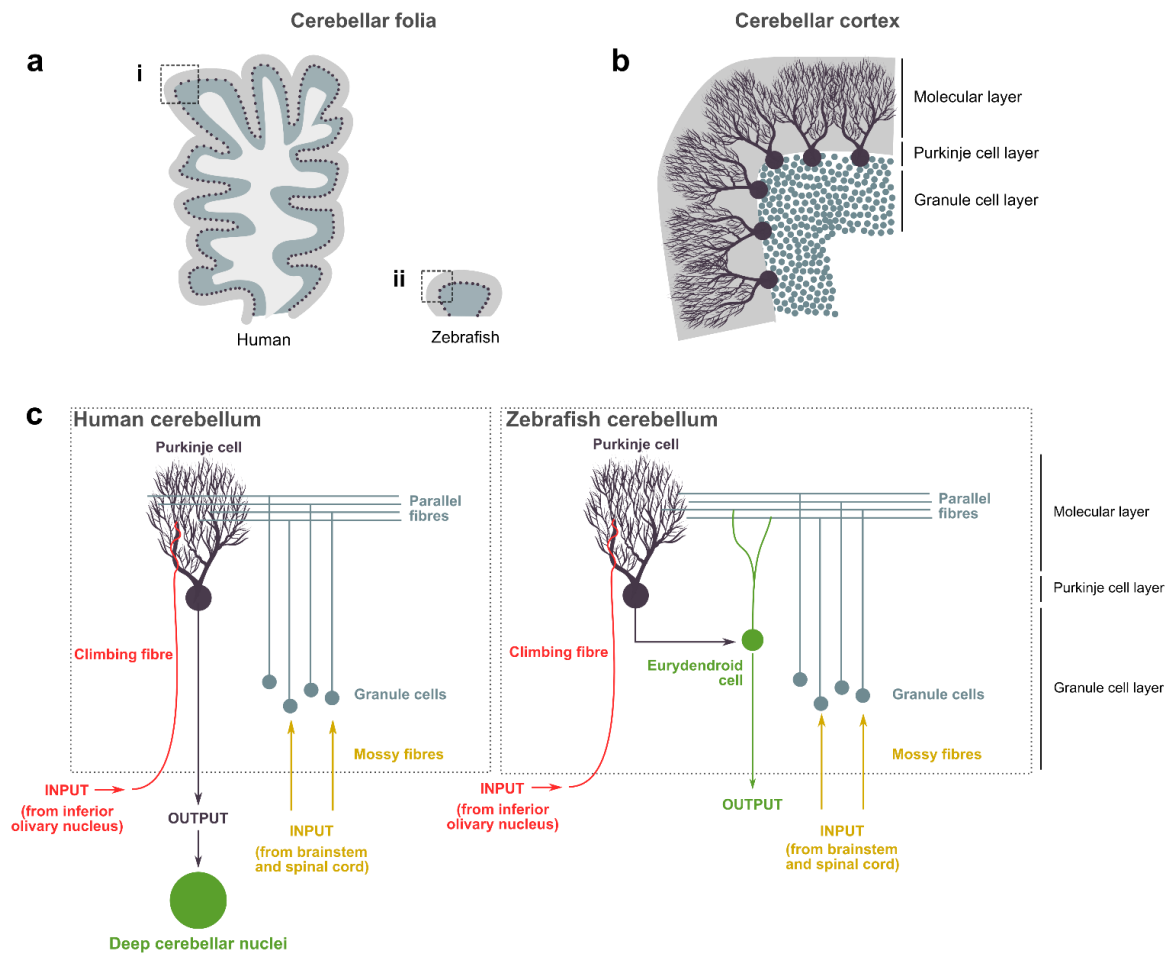 Cerebellar folia
Cerebellar cortex
a
i
ii
Human
Zebrafish
b
Molecular layer
Purkinje cell layer
Granule cell layer
c
Human cerebellum
Purkinje cell
Parallel
fibres
Climbing fibre
Granule cells
Mossy fibres
INPUT
(from inferior
olivary nucleus)
OUTPUT
INPUT
(from brainstem
and spinal cord)
Deep cerebellar nuclei
Zebrafish cerebellum
Purkinje cell
Parallel
fibres
Climbing fibre
Eurydendroid
cell
Granule cells
Mossy fibres
INPUT
(from inferior
olivary nucleus)
OUTPUT
INPUT
(from brainstem
and spinal cord)
Molecular layer
Purkinje cell layer
Granule cell layer